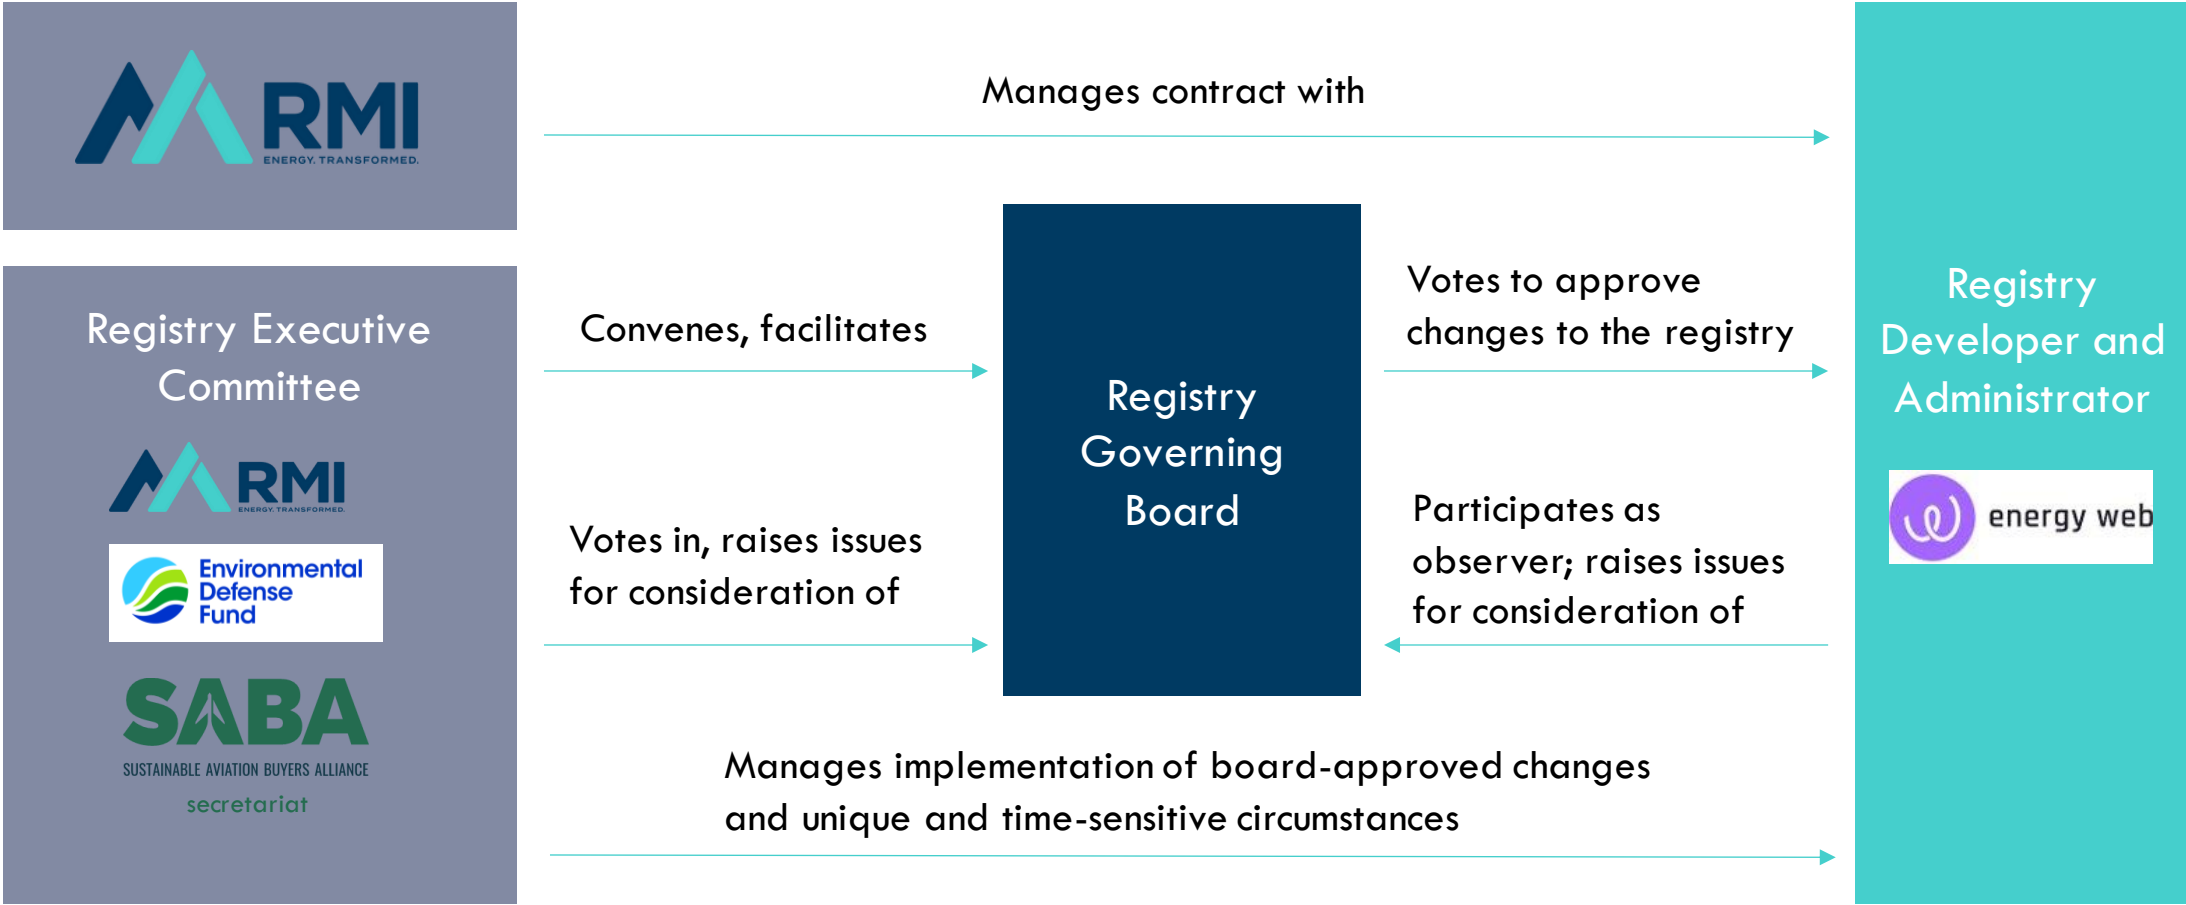 RMI
ENERGY. TRANSFORMED.
Manages contract with
Registry Executive
Committee
RMI
ENERGY. TRANSFORMED.
Environmental
Defense
Fund
SABA
SUSTAINABLE AVIATION BUYERS ALLIANCE
secretariat
Convenes, facilitates
Votes in, raises issues
for consideration of
Registry
Governing
Board
Votes to approve
changes to the registry
Participates as
observer; raises issues
for consideration of
Manages implementation of board-approved changes
and unique and time-sensitive circumstances
Registry
Developer and
Administrator
energy web